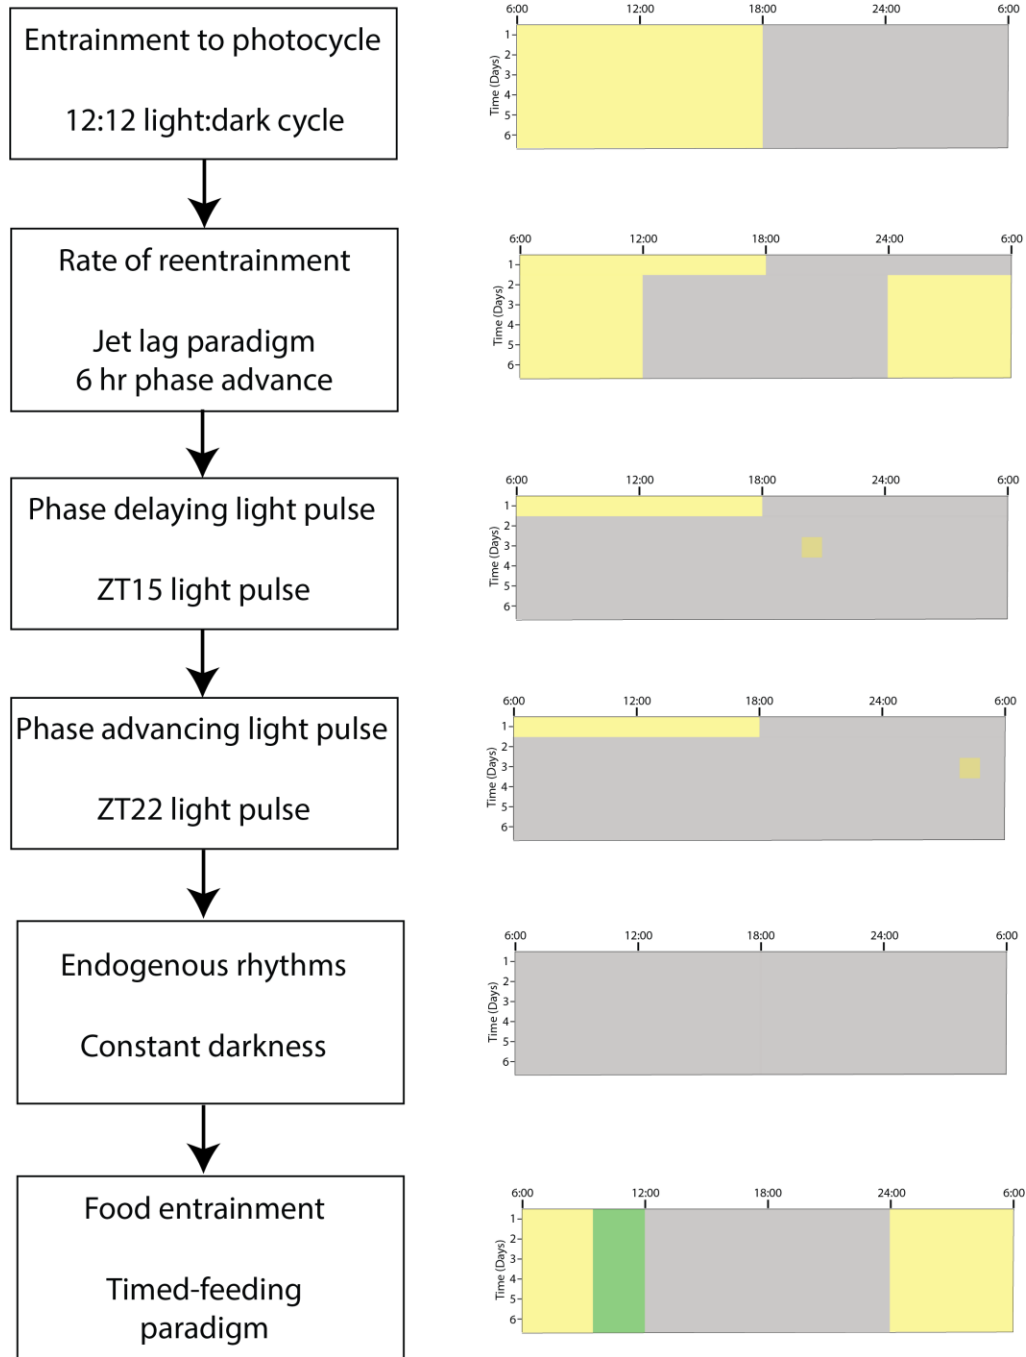 Entrainment to photocycle
12:12 light:dark cycle
6:00 12:00 18:00 24:00 6:00
Time (Days)
1
2
3
4
5
6
Rate of reentrainment
Jet lag paradigm
6 hr phase advance
6:00 12:00 18:00 24:00 6:00
Time (Days)
1
2
3
4
5
6
Phase delaying light pulse
ZT15 light pulse
6:00 12:00 18:00 24:00 6:00
Time (Days)
1
2
3
4
5
6
Phase advancing light pulse
ZT22 light pulse
6:00 12:00 18:00 24:00 6:00
Time (Days)
1
2
3
4
5
6
Endogenous rhythms
Constant darkness
6:00 12:00 18:00 24:00 6:00
Time (Days)
1
2
3
4
5
6
Food entrainment
Timed-feeding
paradigm
6:00 12:00 18:00 24:00 6:00
Time (Days)
1
2
3
4
5
6